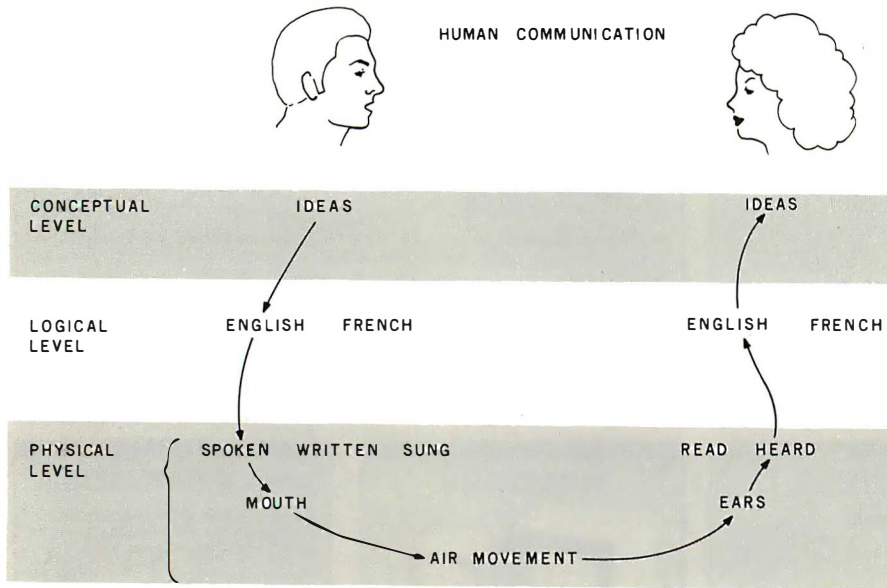 HUMAN COMMUNICATION
CONCEPTUAL LEVEL
IDEAS
IDEAS
LOGICAL LEVEL
ENGLISH FRENCH
ENGLISH FRENCH
PHYSICAL LEVEL
SPOKEN WRITTEN SUNG
READ HEARD
MOUTH
EARS
AIR MOVEMENT